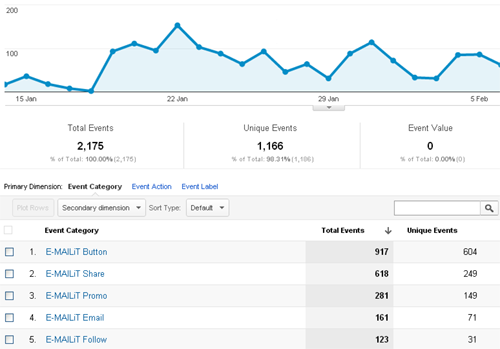 200
100
15 Jan 22 Jan 29 Jan 5 Feb
Total Events Unique Events Event Value
2,175 1,166 0
% of Total: 100.00% (2,175) % of Total: 98.31% (1,186) % of Total: 0.00% (0)
Primary Dimension: Event Category Event Action Event Label
Plot Rows Secondary dimension Sort Type: Default
Event Category Total Events Unique Events
1. E-MAILiT Button 917 604
2. E-MAILiT Share 618 249
3. E-MAILiT Promo 281 149
4. E-MAILiT Email 161 71
5. E-MAILiT Follow 123 31